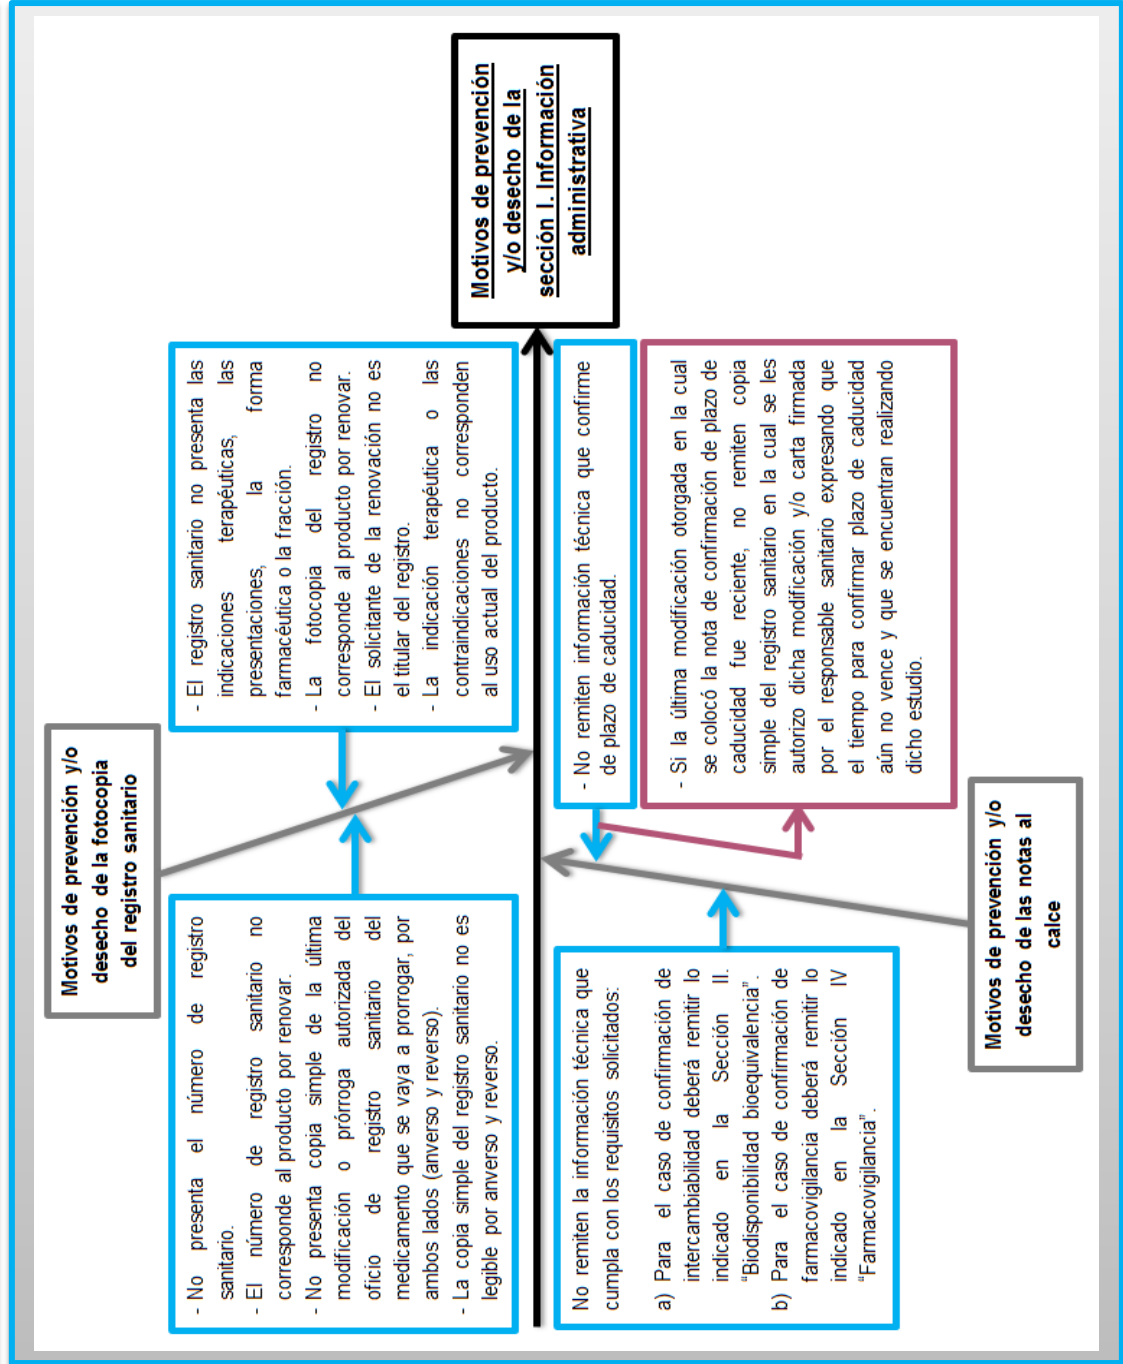 Motivos de prevención y/o
desecho de la fotocopia
del registro sanitario
- No presenta el número de registro
sanitario.
- El número de registro sanitario no
corresponde al producto por renovar.
- No presenta copia simple de la última
modificación o prórroga autorizada del
oficio de registro sanitario del
medicamento que se vaya a prorrogar, por
ambos lados (anverso y reverso).
- La copia simple del registro sanitario no es
legible por anverso y reverso.
- El registro sanitario no presenta las
indicaciones terapéuticas, las
presentaciones, la forma
farmacéutica o la fracción.
- La fotocopia del registro no
corresponde al producto por renovar.
- El solicitante de la renovación no es
el titular del registro.
- La indicación terapéutica o las
contraindicaciones no corresponden
al uso actual del producto.
Motivos de prevención
y/o desecho de la
sección I. Información
administrativa
No remiten la información técnica que
cumpla con los requisitos solicitados:
a) Para el caso de confirmación de
intercambiabilidad deberá remitir lo
indicado en la Sección II.
“Biodisponibilidad bioequivalencia”.
b) Para el caso de confirmación de
farmacovigilancia deberá remitir lo
indicado en la Sección IV
“Farmacovigilancia”.
- No remiten información técnica que confirme
de plazo de caducidad.
- Si la última modificación otorgada en la cual
se colocó la nota de confirmación de plazo de
caducidad fue reciente, no remiten copia
simple del registro sanitario en la cual se les
autorizo dicha modificación y/o carta firmada
por el responsable sanitario expresando que
el tiempo para confirmar plazo de caducidad
aún no vence y que se encuentran realizando
dicho estudio.
Motivos de prevención y/o
desecho de las notas al
calce